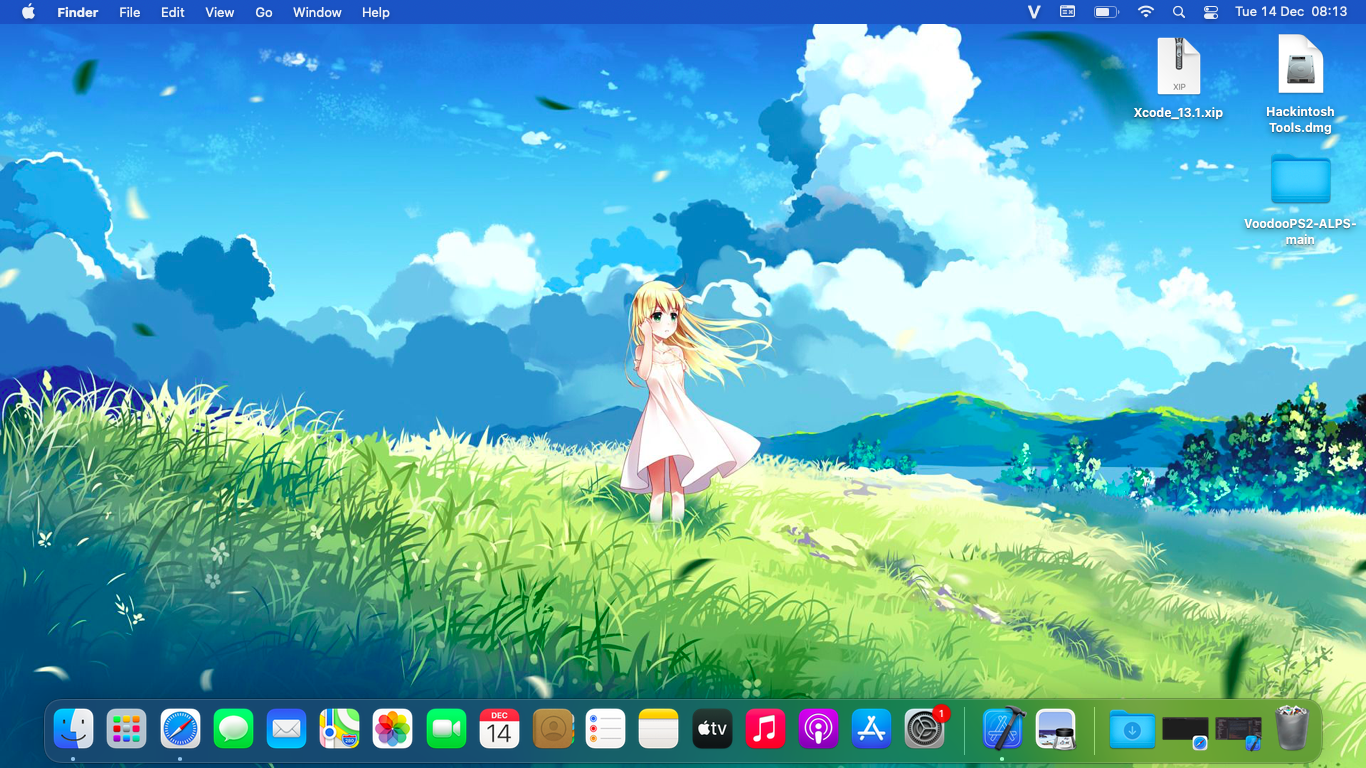 Finder File Edit View Go Window Help
V Tue 14 Dec 08:13
XIP
Xcode_13.1.xip
Hackintosh
Tools.dmg
VoodooPS2-ALPS-
main
DEC
14
tv
1